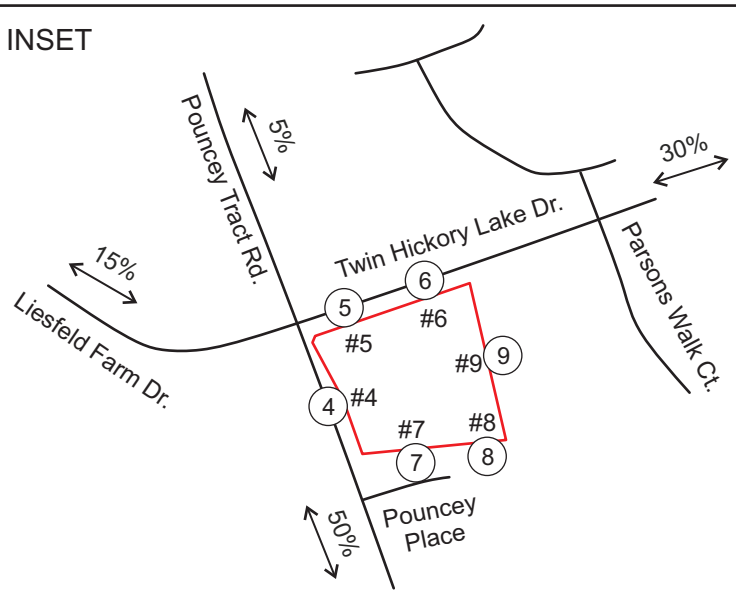 INSET
Pouncey Tract Rd.
5%
30%
Twin Hickory Lake Dr.
15%
Liesfeld Farm Dr.
Parsons Walk Ct.
5
6
#5
#6
4
#4
#9
9
#7
#8
7
8
50%
Pouncey
Place